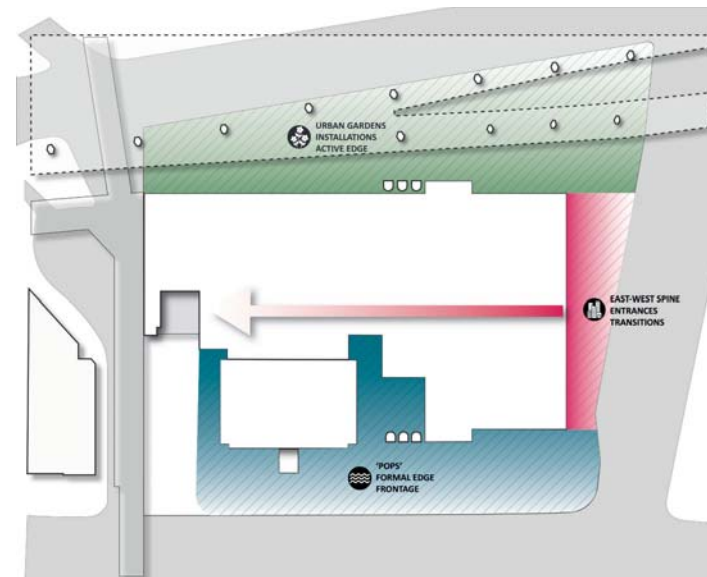 URBAN GARDENS
INSTALLATIONS
ACTIVE EDGE
EAST-WEST SPINE
ENTRANCES
TRANSITIONS
'POPS'
FORMAL EDGE
FRONTAGE